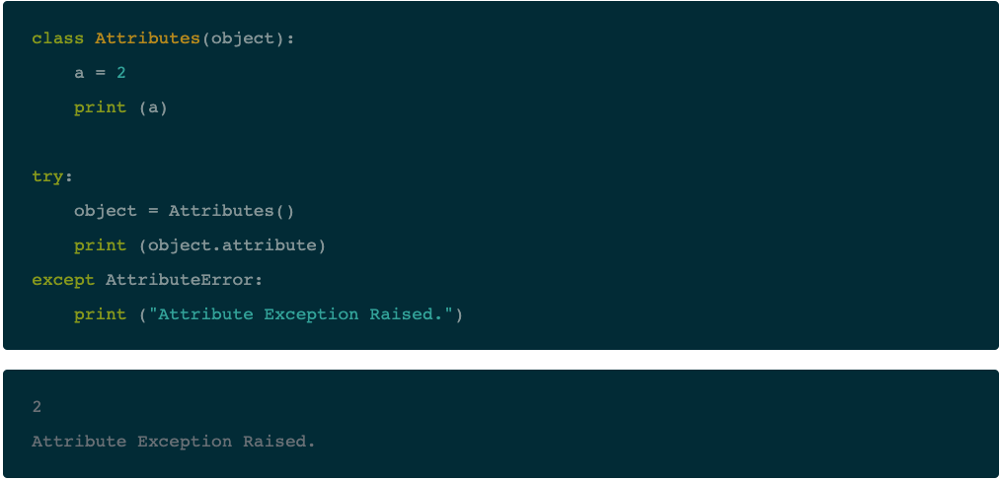 class Attributes(object):
    a = 2
    print (a)
try:
    object = Attributes()
    print (object.attribute)
except AttributeError:
    print ("Attribute Exception Raised.")
2
Attribute Exception Raised.